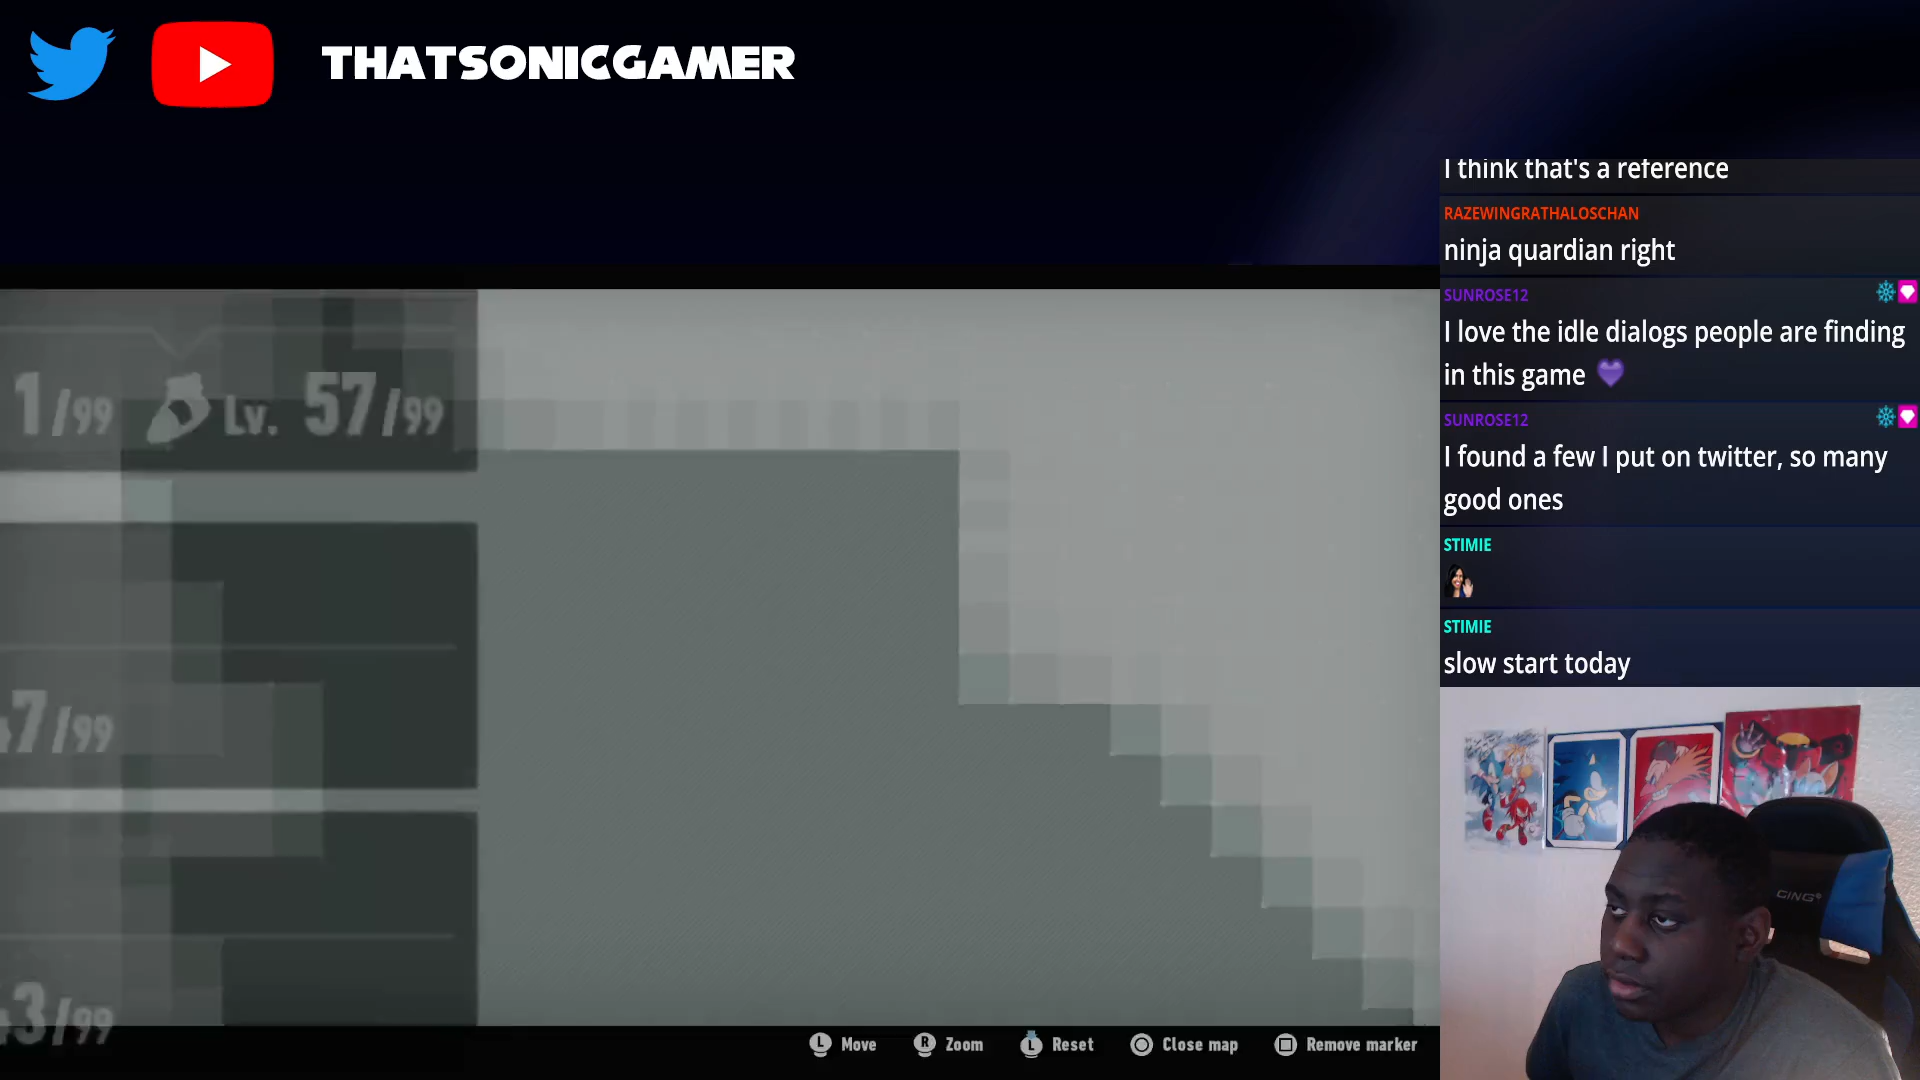 THATSONICGAMER
I think that's a reference
RAZEWINGRATHALOSCHAN
ninja quardian right
SUNROSE12
I love the idle dialogs people are finding
in this game
SUNROSE12
I found a few I put on twitter, so many
good ones
STIMIE
STIMIE
slow start today
1/99 Lv. 57/99
7/99
3/99
L Move R Zoom L Reset Close map Remove marker